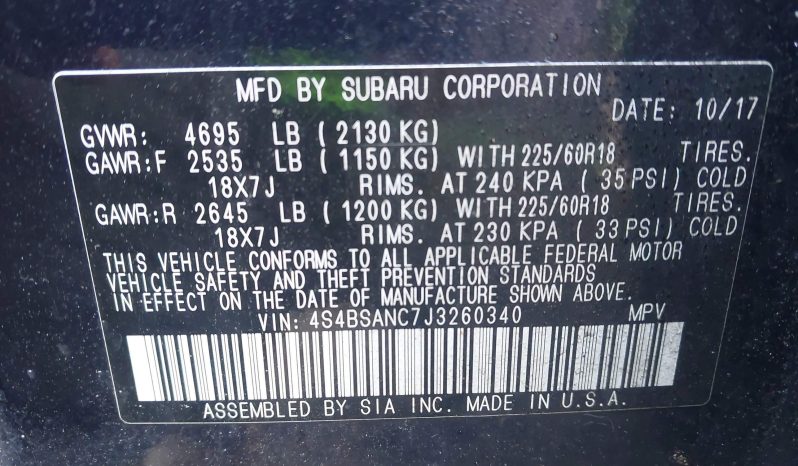 MFD BY SUBARU CORPORATION
DATE: 10/17
GVWR: 4695 LB ( 2130 KG)
GAWR:F 2535 LB ( 1150 KG) WITH 225/60R18 TIRES.
18X7J RIMS. AT 240 KPA ( 35 PSI) COLD
GAWR:R 2645 LB ( 1200 KG) WITH 225/60R18 TIRES.
18X7J RIMS. AT 230 KPA ( 33 PSI) COLD
THIS VEHICLE CONFORMS TO ALL APPLICABLE FEDERAL MOTOR
VEHICLE SAFETY AND THEFT PREVENTION STANDARDS
IN EFFECT ON THE DATE OF MANUFACTURE SHOWN ABOVE.
VIN: 4S4BSANC7J3260340 MPV
ASSEMBLED BY SIA INC. MADE IN U.S.A.